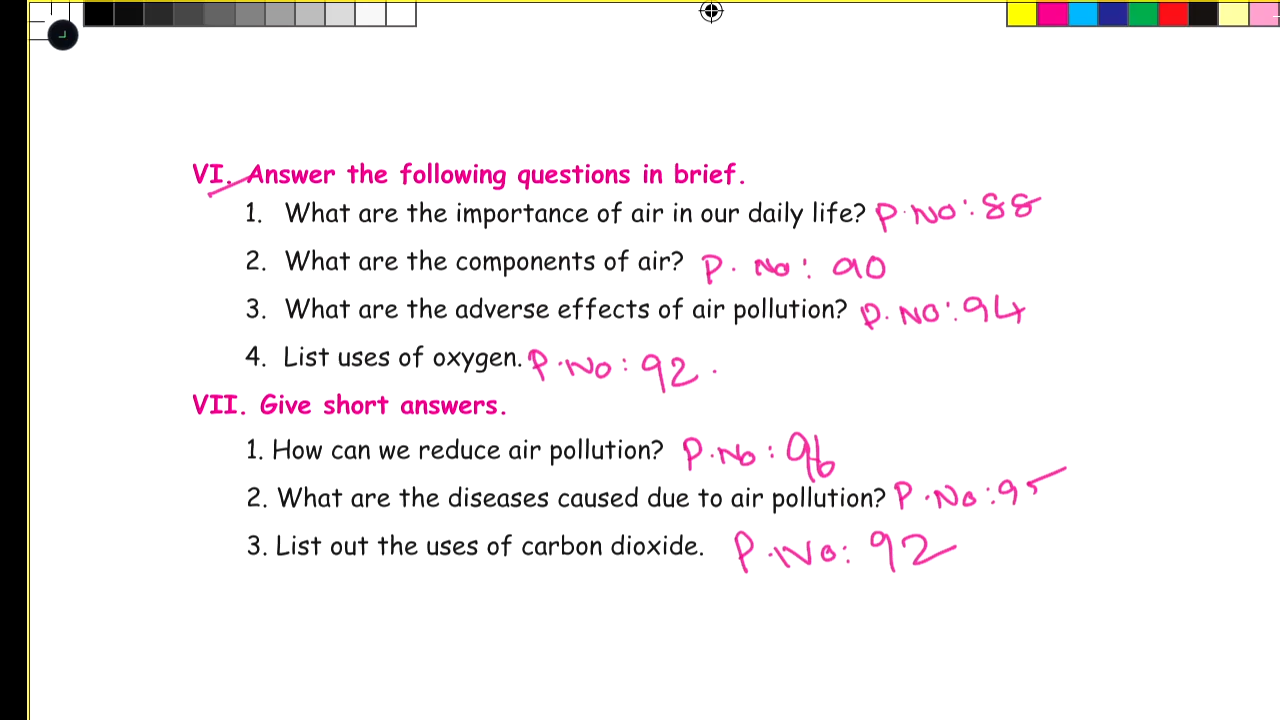 VI. Answer the following questions in brief.
1. What are the importance of air in our daily life? P.No:88
2. What are the components of air? P. No: 90
3. What are the adverse effects of air pollution? P. No:94
4. List uses of oxygen. P.No: 92.
VII. Give short answers.
1. How can we reduce air pollution? P.No: 96
2. What are the diseases caused due to air pollution? P.No:95
3. List out the uses of carbon dioxide. P.No: 92